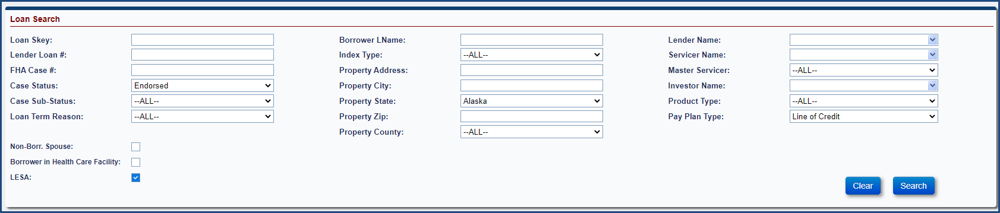 Loan Search
Loan Skey: Borrower LName: Lender Name:
Lender Loan #: Index Type: --ALL-- Servicer Name:
FHA Case #: Property Address: Master Servicer: --ALL--
Case Status: Endorsed Property City: Investor Name:
Case Sub-Status: --ALL-- Property State: Alaska Product Type: --ALL--
Loan Term Reason: --ALL-- Property Zip: Pay Plan Type: Line of Credit
Property County: --ALL--
Non-Borr. Spouse:
Borrower in Health Care Facility:
LESA:
Clear Search